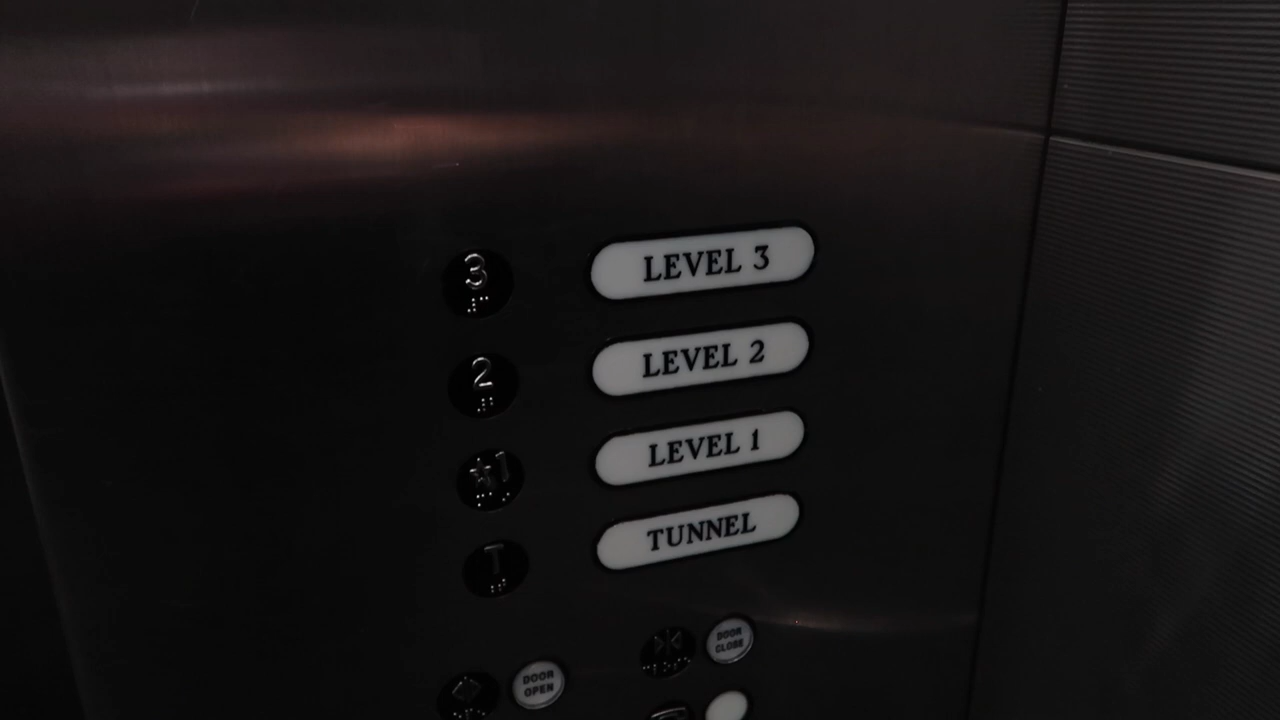 3 LEVEL 3
2 LEVEL 2
★1 LEVEL 1
T TUNNEL
DOOR
CLOSE
DOOR
OPEN